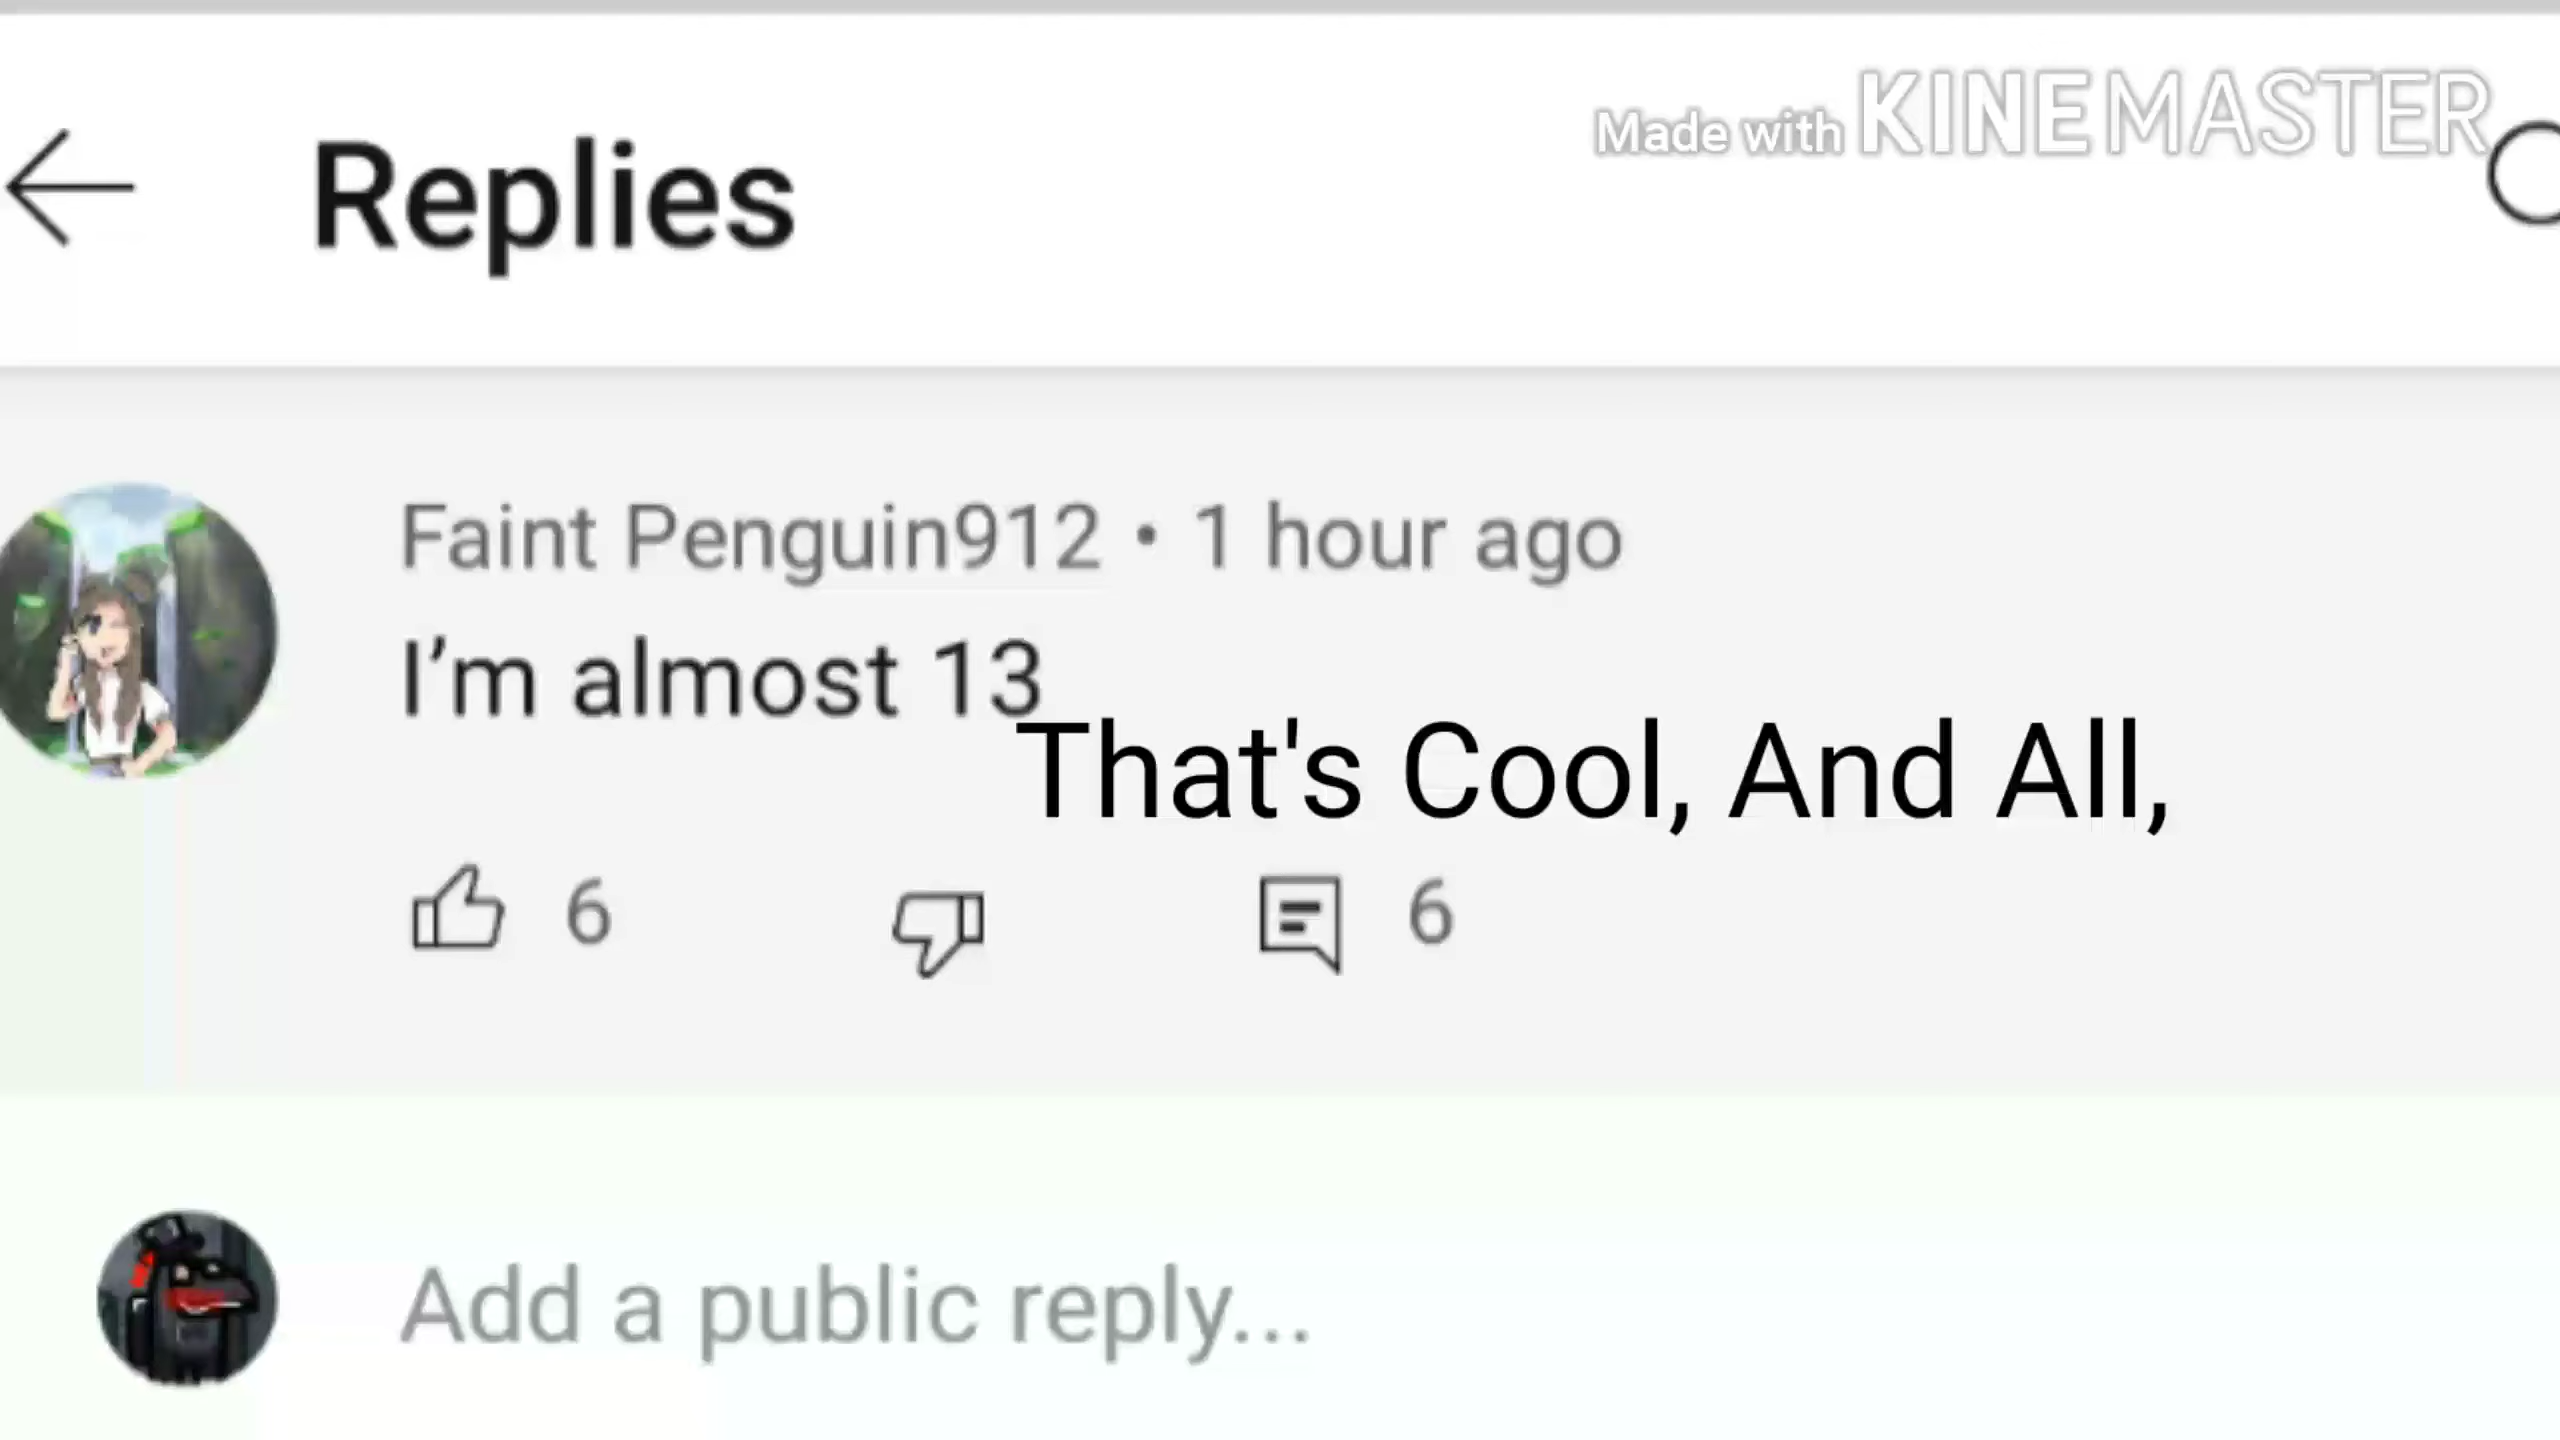 Made with KINEMASTER
Replies
Faint Penguin912 • 1 hour ago
I’m almost 13
That's Cool, And All,
6 6
Add a public reply...